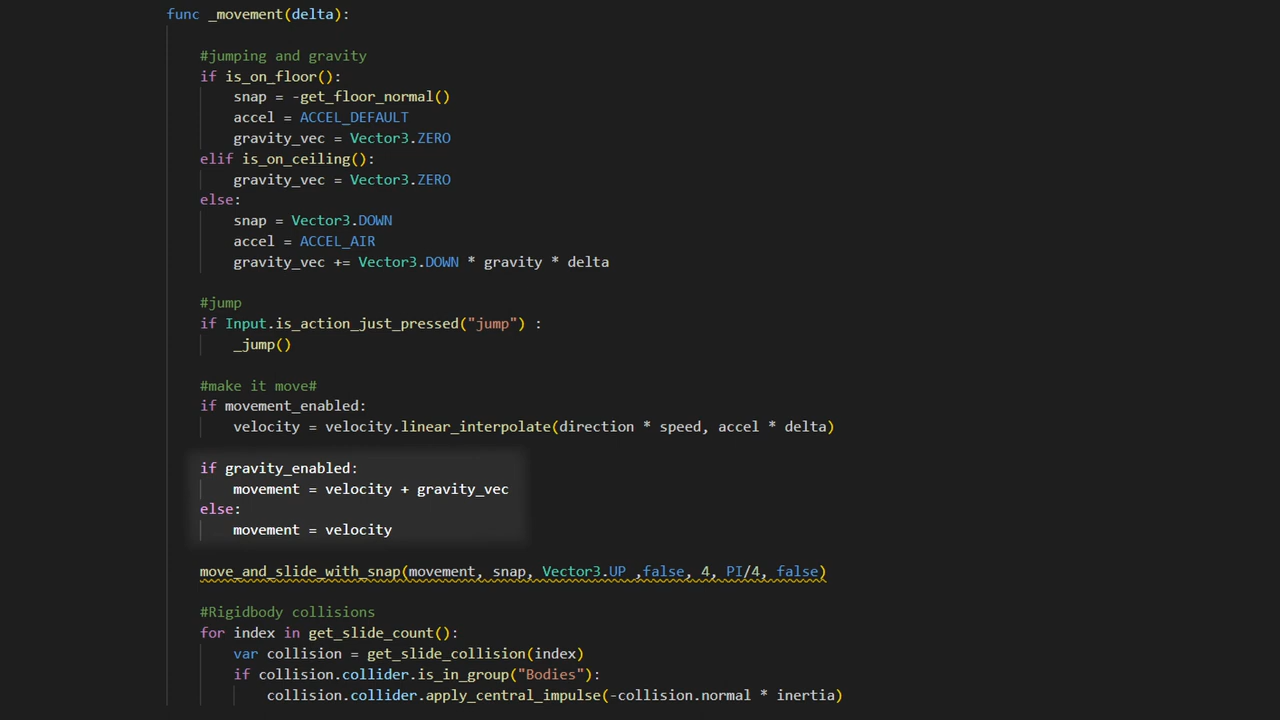 func _movement(delta):
#jumping and gravity
if is_on_floor():
snap = -get_floor_normal()
accel = ACCEL_DEFAULT
gravity_vec = Vector3.ZERO
elif is_on_ceiling():
gravity_vec = Vector3.ZERO
else:
snap = Vector3.DOWN
accel = ACCEL_AIR
gravity_vec += Vector3.DOWN * gravity * delta
#jump
if Input.is_action_just_pressed("jump") :
_jump()
#make it move#
if movement_enabled:
velocity = velocity.linear_interpolate(direction * speed, accel * delta)
if gravity_enabled:
movement = velocity + gravity_vec
else:
movement = velocity
move_and_slide_with_snap(movement, snap, Vector3.UP ,false, 4, PI/4, false)
#Rigidbody collisions
for index in get_slide_count():
var collision = get_slide_collision(index)
if collision.collider.is_in_group("Bodies"):
collision.collider.apply_central_impulse(-collision.normal * inertia)